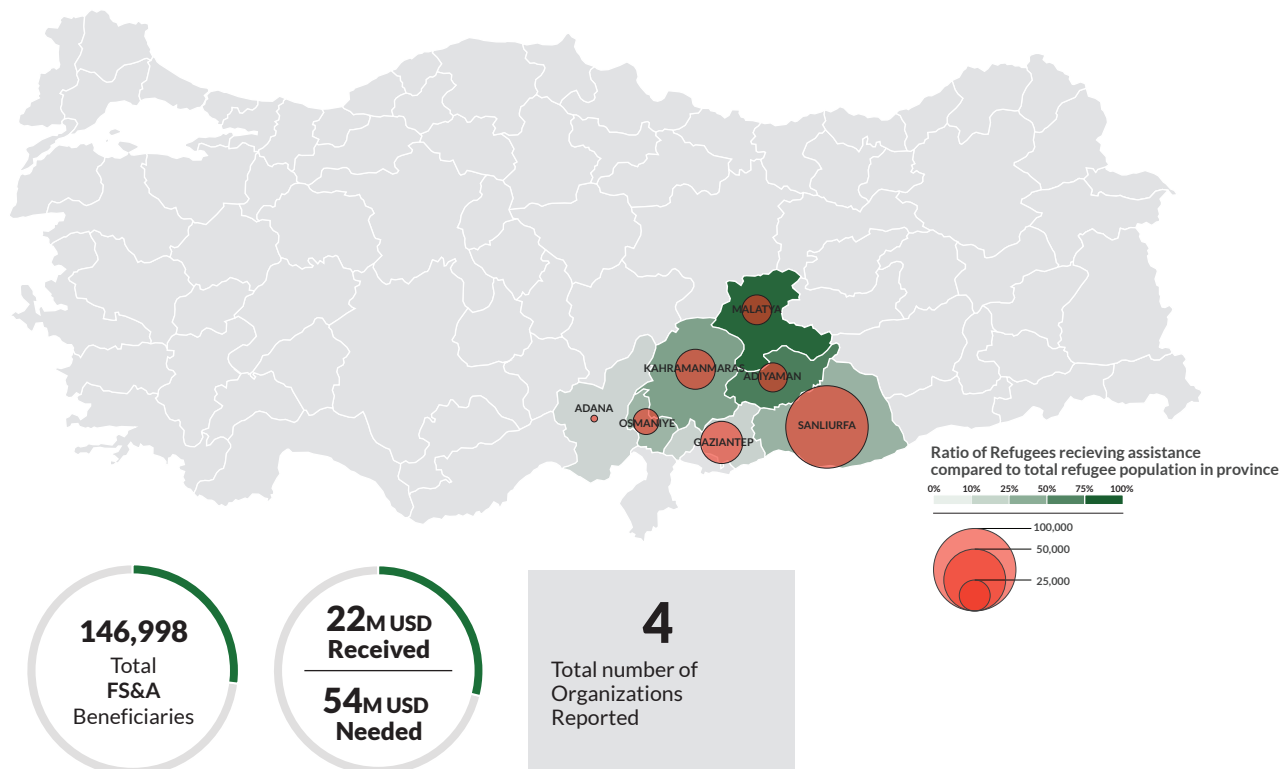 MALATYA
KAHRAMANMARAS
ADIYAMAN
ADANA
OSMANIYE
SANLIURFA
GAZIANTEP
Ratio of Refugees recieving assistance
compared to total refugee population in province
0% 10% 25% 50% 75% 100%
100,000
50,000
25,000
146,998
Total
FS&A
Beneficiaries
22M USD
Received
54M USD
Needed
4
Total number of
Organizations
Reported